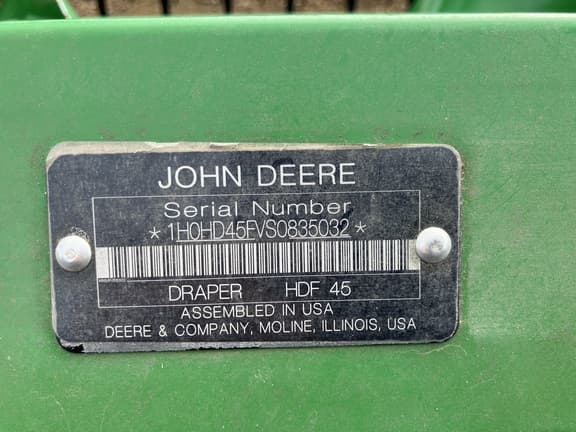 JOHN DEERE
Serial Number
*1H0HD45FVS0835032*
DRAPER HDF 45
ASSEMBLED IN USA
DEERE & COMPANY, MOLINE, ILLINOIS, USA